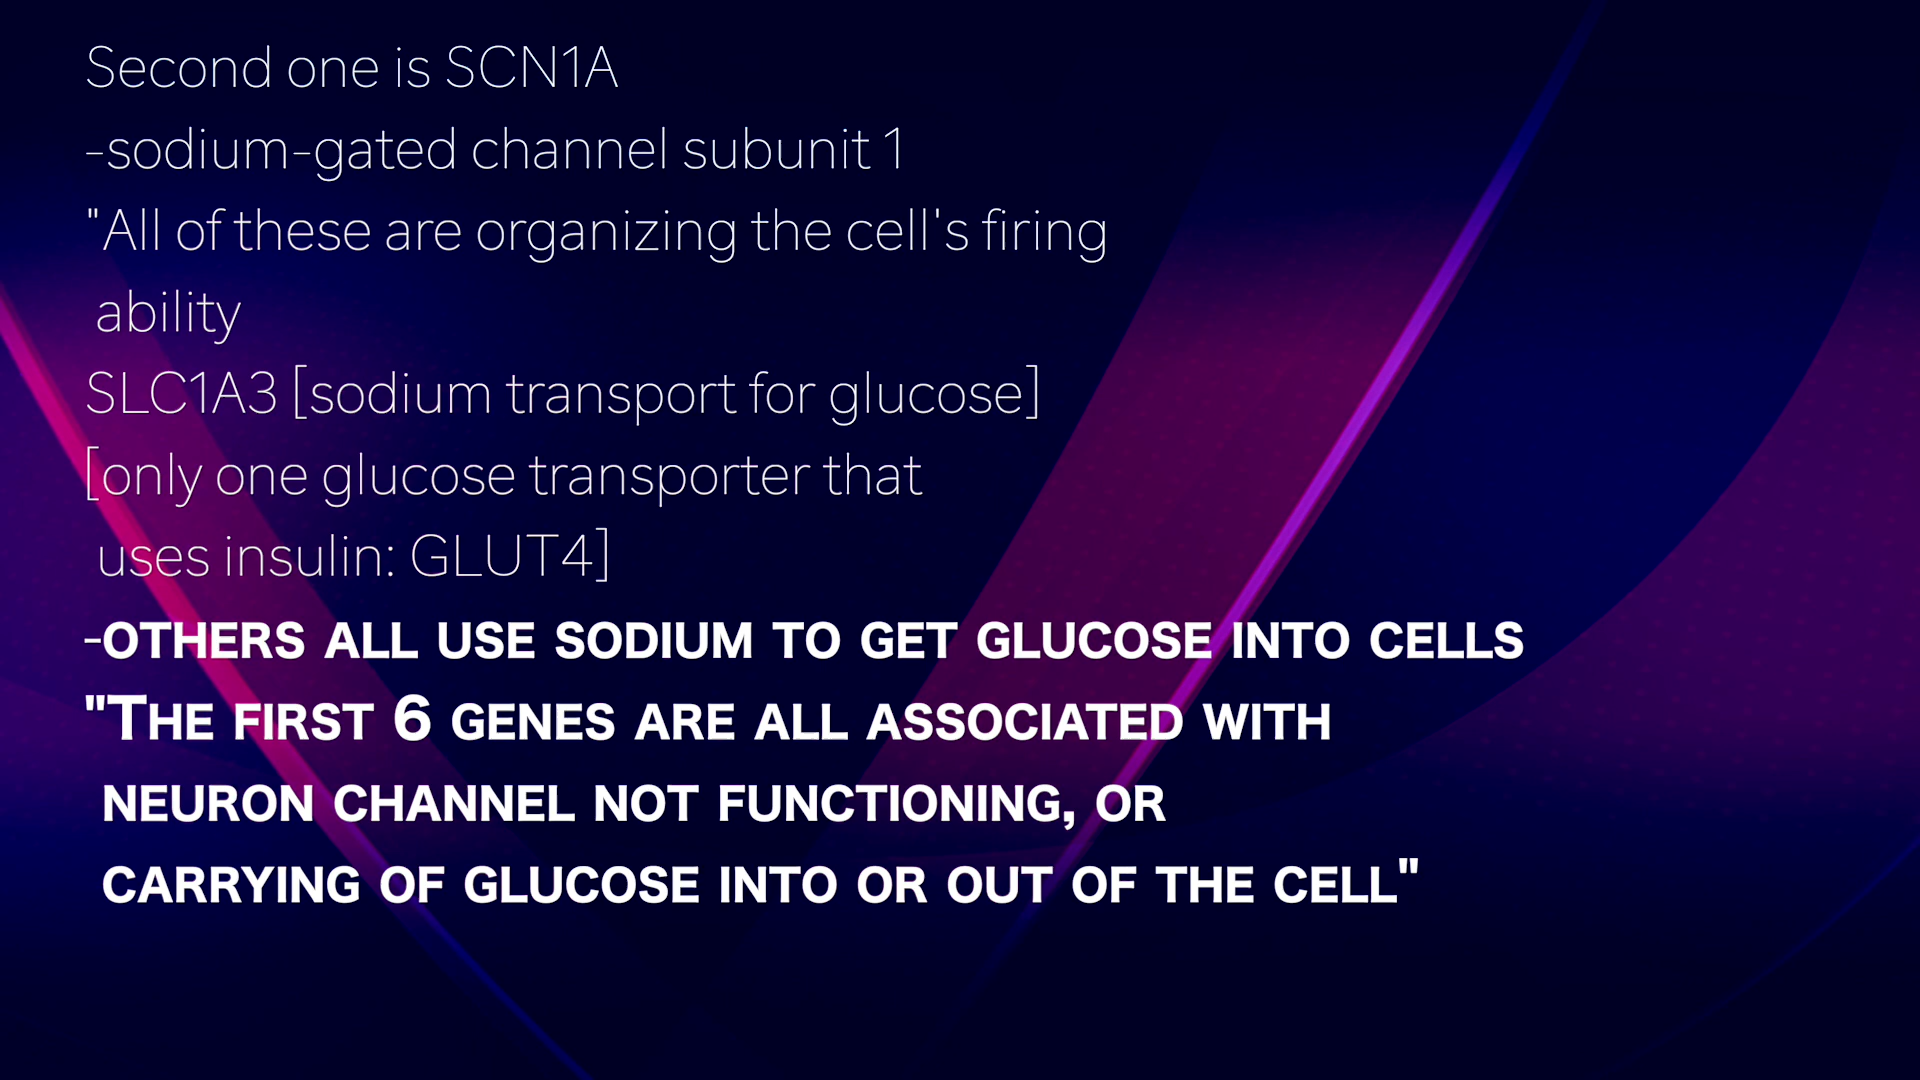 Second one is SCN1A
-sodium-gated channel subunit 1
"All of these are organizing the cell's firing
ability
SLC1A3 [sodium transport for glucose]
[only one glucose transporter that
uses insulin: GLUT4]
-OTHERS ALL USE SODIUM TO GET GLUCOSE INTO CELLS
"THE FIRST 6 GENES ARE ALL ASSOCIATED WITH
NEURON CHANNEL NOT FUNCTIONING, OR
CARRYING OF GLUCOSE INTO OR OUT OF THE CELL"